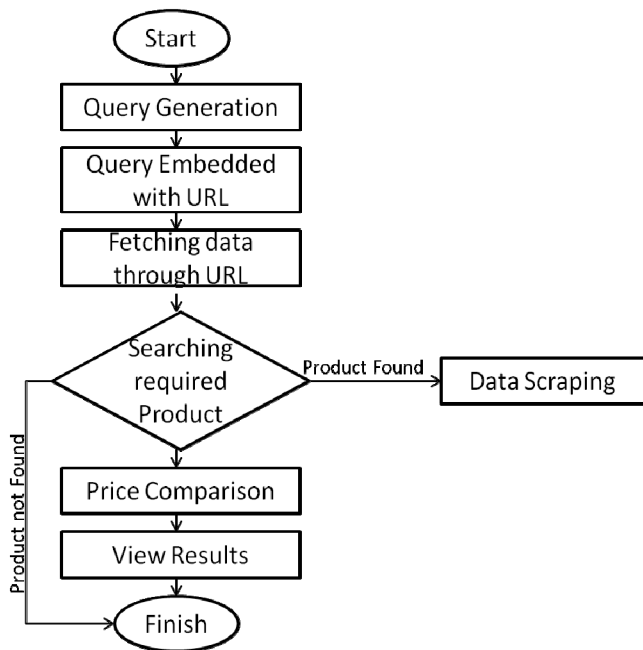 Start
Query Generation
Query Embedded
with URL
Fetching data
through URL
Searching
required
Product
Product Found
Data Scraping
Product not Found
Price Comparison
View Results
Finish